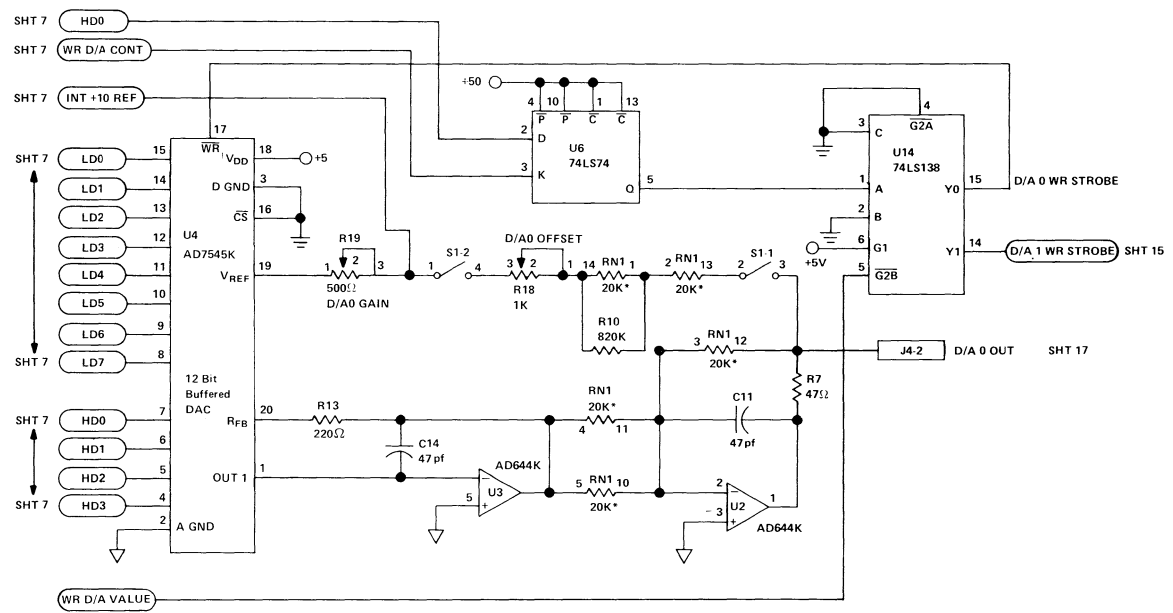 SHT 7 HD0
SHT 7 WR D/A CONT
SHT 7 INT +10 REF
÷50
4 10 1 13
P P C C
2 D
U6
74LS74
3 K
Q 5
4
G2A
3 C
U14
74LS138
1 A
Y0 15 D/A 0 WR STROBE
2 B
6 G1
+5V
Y1 14 D/A 1 WR STROBE SHT 15
5 G2B
17
WR
SHT 7 LD0 15
VDD 18 +5
LD1 14
D GND 3
LD2 13
CS 16
LD3 12
U4
AD7545K
LD4 11
VREF 19
R19
1 2 3
500Ω
D/A0 GAIN
S1-2
1 4
D/A0 OFFSET
3 2 1
R18
1K
RN1
14 1
20K*
RN1
13
20K*
S1-1
2 3
R10
820K
LD5 10
LD6 9
SHT 7 LD7 8
RN1
3 12
20K*
J4-2 D/A 0 OUT SHT 17
R7
47Ω
12 Bit
Buffered
DAC
SHT 7 HD0 7
RFB 20
R13
220Ω
RN1
20K*
4 11
C11
47pf
HD1 6
C14
47pf
HD2 5
OUT 1 1
AD644K
−
U3
5 +
5 RN1 10
20K*
2 −
U2
1
3 +
AD644K
SHT 7 HD3 4
2 A GND
WR D/A VALUE